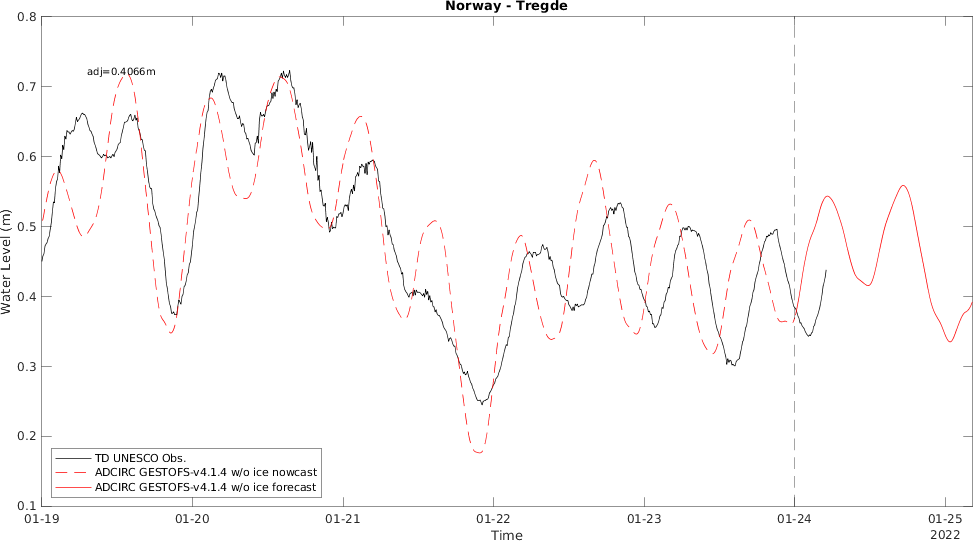 Norway - Tregde
0.8
0.7
0.6
0.5
0.4
0.3
0.2
0.1
Water Level (m)
adj=0.4066m
TD UNESCO Obs.
ADCIRC GESTOFS-v4.1.4 w/o ice nowcast
ADCIRC GESTOFS-v4.1.4 w/o ice forecast
01-19
01-20
01-21
01-22
01-23
01-24
01-25
Time
2022